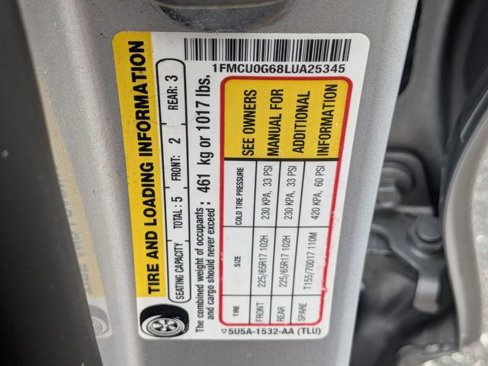 1FMCU0G68LUA25345
TIRE AND LOADING INFORMATION
SEATING CAPACITY TOTAL: 5 FRONT: 2 REAR: 3
The combined weight of occupants : 461 kg or 1017 lbs.
and cargo should never exceed :
TIRE SIZE COLD TIRE PRESSURE SEE OWNERS
FRONT 225/65R17 102H 230 KPA, 33 PSI MANUAL FOR
REAR 225/65R17 102H 230 KPA, 33 PSI ADDITIONAL
SPARE T155/70D17 110M 420 KPA, 60 PSI INFORMATION
5U5A-1532-AA (TLU)